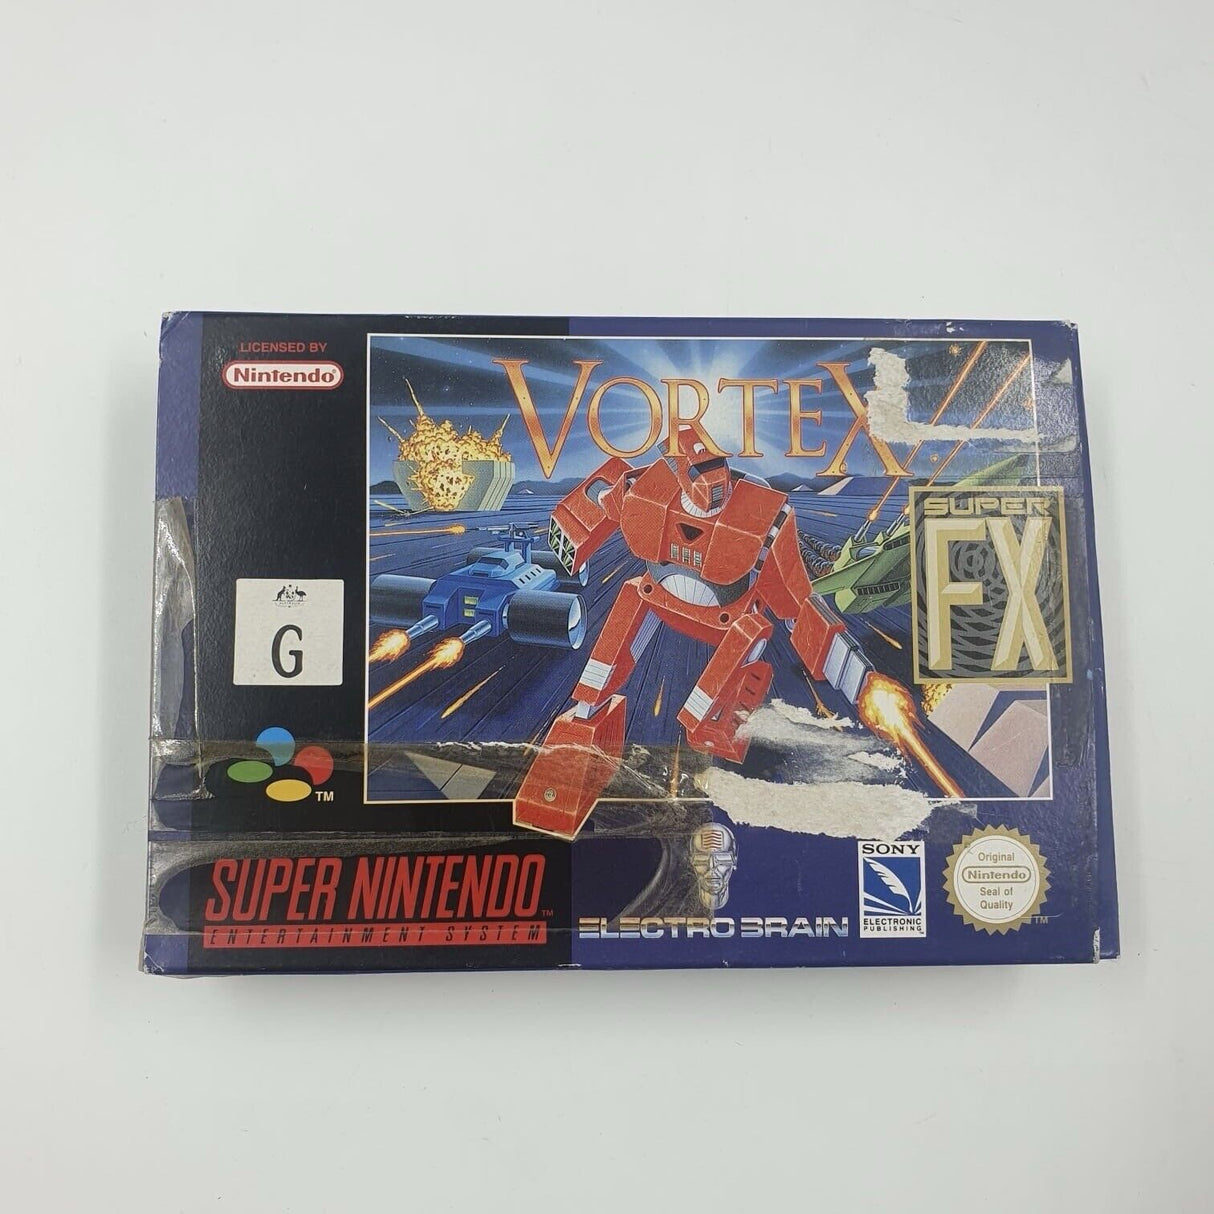 LICENSED BY
Nintendo®
VORTEX
SUPER
FX
G
TM
SUPER NINTENDO TM
ENTERTAINMENT SYSTEM
ELECTRO BRAIN
SONY
ELECTRONIC
PUBLISHING
Original
Nintendo
Seal of
Quality
TM